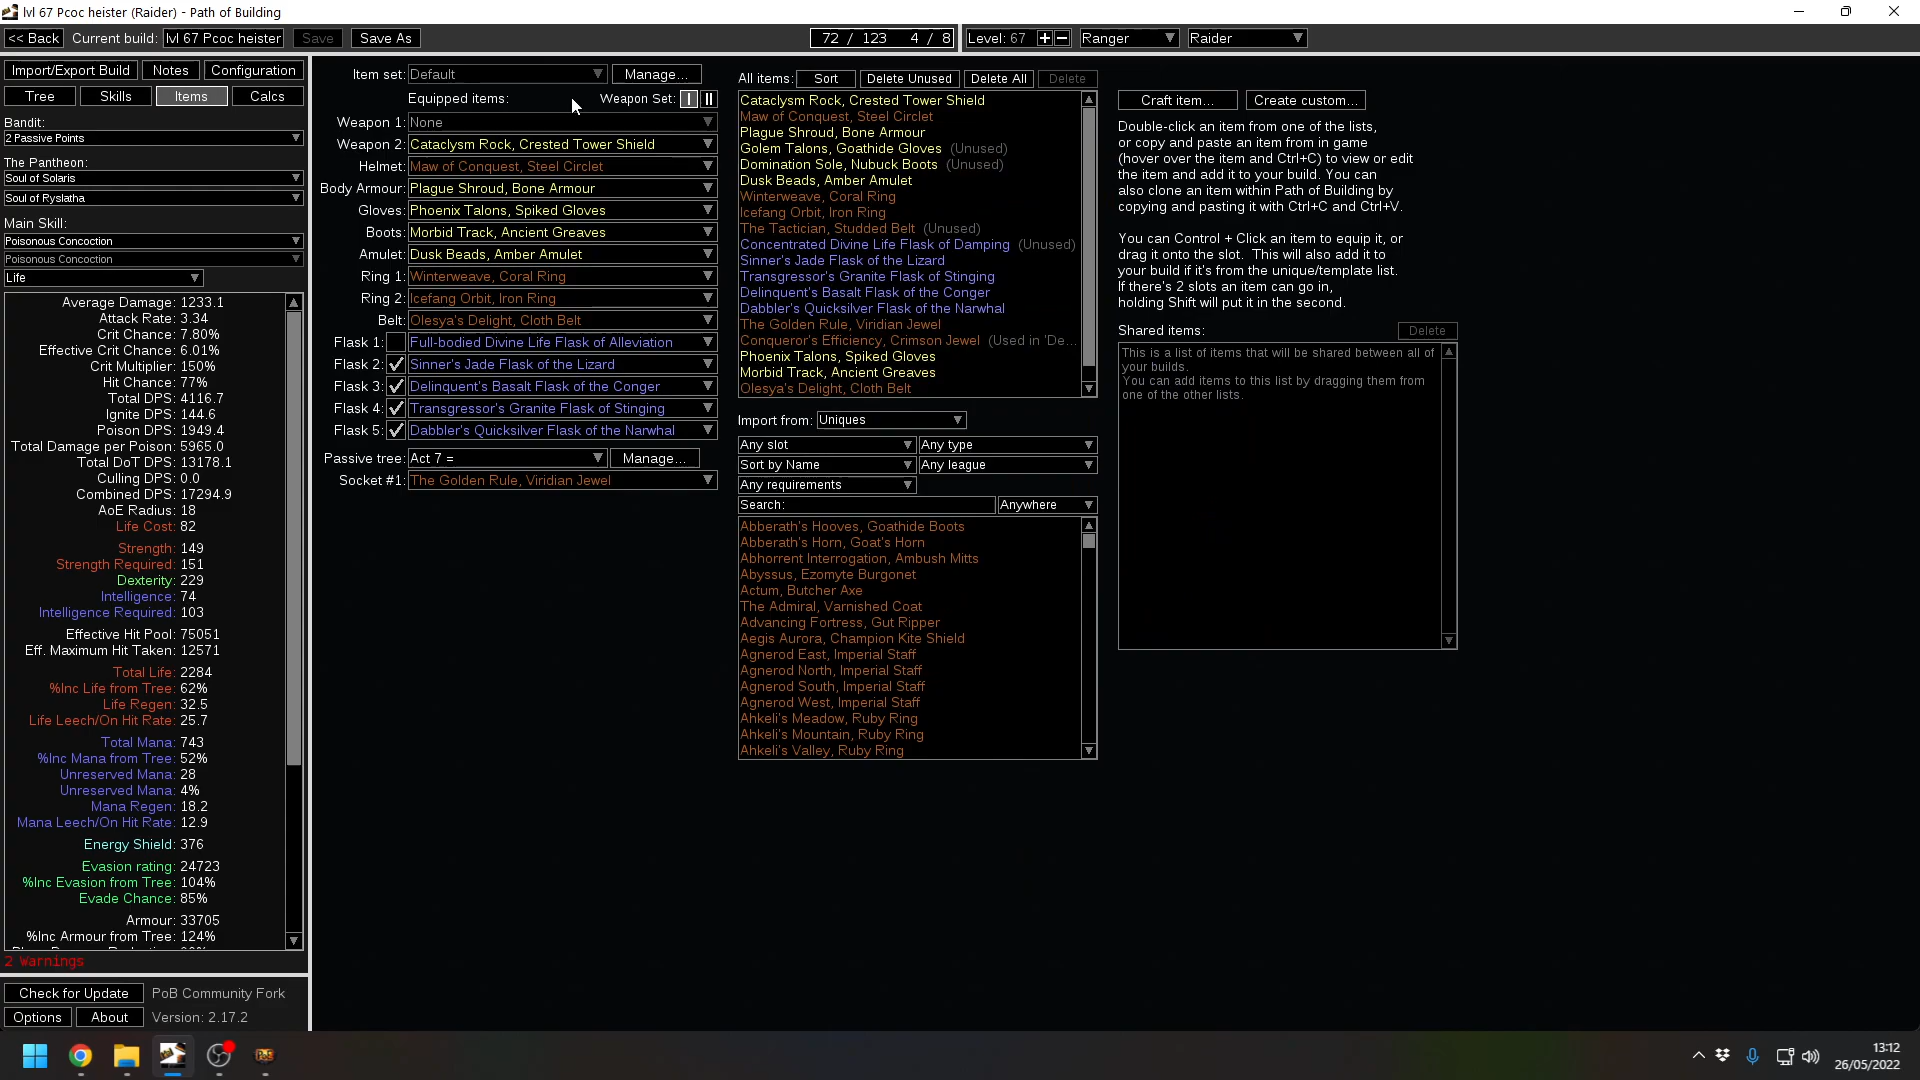 lvl 67 Pcoc heister (Raider) - Path of Building
<< Back
Current build:
lvl 67 Pcoc heister
Save
Save As
72 / 123 4 / 8
Level: 67
+
Ranger
Raider
Import/Export Build
Notes
Configuration
Tree
Skills
Items
Calcs
Bandit:
2 Passive Points
The Pantheon:
Soul of Solaris
Soul of Ryslatha
Main Skill:
Poisonous Concoction
Poisonous Concoction
Life
Average Damage: 1233.1
Attack Rate: 3.34
Crit Chance: 7.80%
Effective Crit Chance: 6.01%
Crit Multiplier: 150%
Hit Chance: 77%
Total DPS: 4116.7
Ignite DPS: 144.6
Poison DPS: 1949.4
Total Damage per Poison: 5965.0
Total DoT DPS: 13178.1
Culling DPS: 0.0
Combined DPS: 17294.9
AoE Radius: 18
Life Cost: 82
Strength: 149
Strength Required: 151
Dexterity: 229
Intelligence: 74
Intelligence Required: 103
Effective Hit Pool: 75051
Eff. Maximum Hit Taken: 12571
Total Life: 2284
%Inc Life from Tree: 62%
Life Regen: 32.5
Life Leech/On Hit Rate: 25.7
Total Mana: 743
%Inc Mana from Tree: 52%
Unreserved Mana: 28
Unreserved Mana: 4%
Mana Regen: 18.2
Mana Leech/On Hit Rate: 12.9
Energy Shield: 376
Evasion rating: 24723
%Inc Evasion from Tree: 104%
Evade Chance: 85%
Armour: 33705
%Inc Armour from Tree: 124%
2 Warnings
Check for Update
PoB Community Fork
Options
About
Version: 2.17.2
Item set: Default
Manage...
Equipped items:
Weapon Set: I II
Weapon 1: None
Weapon 2: Cataclysm Rock, Crested Tower Shield
Helmet: Maw of Conquest, Steel Circlet
Body Armour: Plague Shroud, Bone Armour
Gloves: Phoenix Talons, Spiked Gloves
Boots: Morbid Track, Ancient Greaves
Amulet: Dusk Beads, Amber Amulet
Ring 1: Winterweave, Coral Ring
Ring 2: Icefang Orbit, Iron Ring
Belt: Olesya's Delight, Cloth Belt
Flask 1: Full-bodied Divine Life Flask of Alleviation
Flask 2: Sinner's Jade Flask of the Lizard
Flask 3: Delinquent's Basalt Flask of the Conger
Flask 4: Transgressor's Granite Flask of Stinging
Flask 5: Dabbler's Quicksilver Flask of the Narwhal
Passive tree: Act 7 =
Manage...
Socket #1: The Golden Rule, Viridian Jewel
All items:
Sort
Delete Unused
Delete All
Delete
Cataclysm Rock, Crested Tower Shield
Maw of Conquest, Steel Circlet
Plague Shroud, Bone Armour
Golem Talons, Goathide Gloves (Unused)
Domination Sole, Nubuck Boots (Unused)
Dusk Beads, Amber Amulet
Winterweave, Coral Ring
Icefang Orbit, Iron Ring
The Tactician, Studded Belt (Unused)
Concentrated Divine Life Flask of Damping (Unused)
Sinner's Jade Flask of the Lizard
Transgressor's Granite Flask of Stinging
Delinquent's Basalt Flask of the Conger
Dabbler's Quicksilver Flask of the Narwhal
The Golden Rule, Viridian Jewel
Conqueror's Efficiency, Crimson Jewel (Used in 'De...
Phoenix Talons, Spiked Gloves
Morbid Track, Ancient Greaves
Olesya's Delight, Cloth Belt
Import from: Uniques
Any slot
Any type
Sort by Name
Any league
Any requirements
Search:
Anywhere
Abberath's Hooves, Goathide Boots
Abberath's Horn, Goat's Horn
Abhorrent Interrogation, Ambush Mitts
Abyssus, Ezomyte Burgonet
Actum, Butcher Axe
The Admiral, Varnished Coat
Advancing Fortress, Gut Ripper
Aegis Aurora, Champion Kite Shield
Agnerod East, Imperial Staff
Agnerod North, Imperial Staff
Agnerod South, Imperial Staff
Agnerod West, Imperial Staff
Ahkeli's Meadow, Ruby Ring
Ahkeli's Mountain, Ruby Ring
Ahkeli's Valley, Ruby Ring
Craft item...
Create custom...
Double-click an item from one of the lists,
or copy and paste an item from in game
(hover over the item and Ctrl+C) to view or edit
the item and add it to your build. You can
also clone an item within Path of Building by
copying and pasting it with Ctrl+C and Ctrl+V.
You can Control + Click an item to equip it, or
drag it onto the slot. This will also add it to
your build if it's from the unique/template list.
If there's 2 slots an item can go in,
holding Shift will put it in the second.
Shared items:
Delete
This is a list of items that will be shared between all of
your builds.
You can add items to this list by dragging them from
one of the other lists.
13:12
26/05/2022